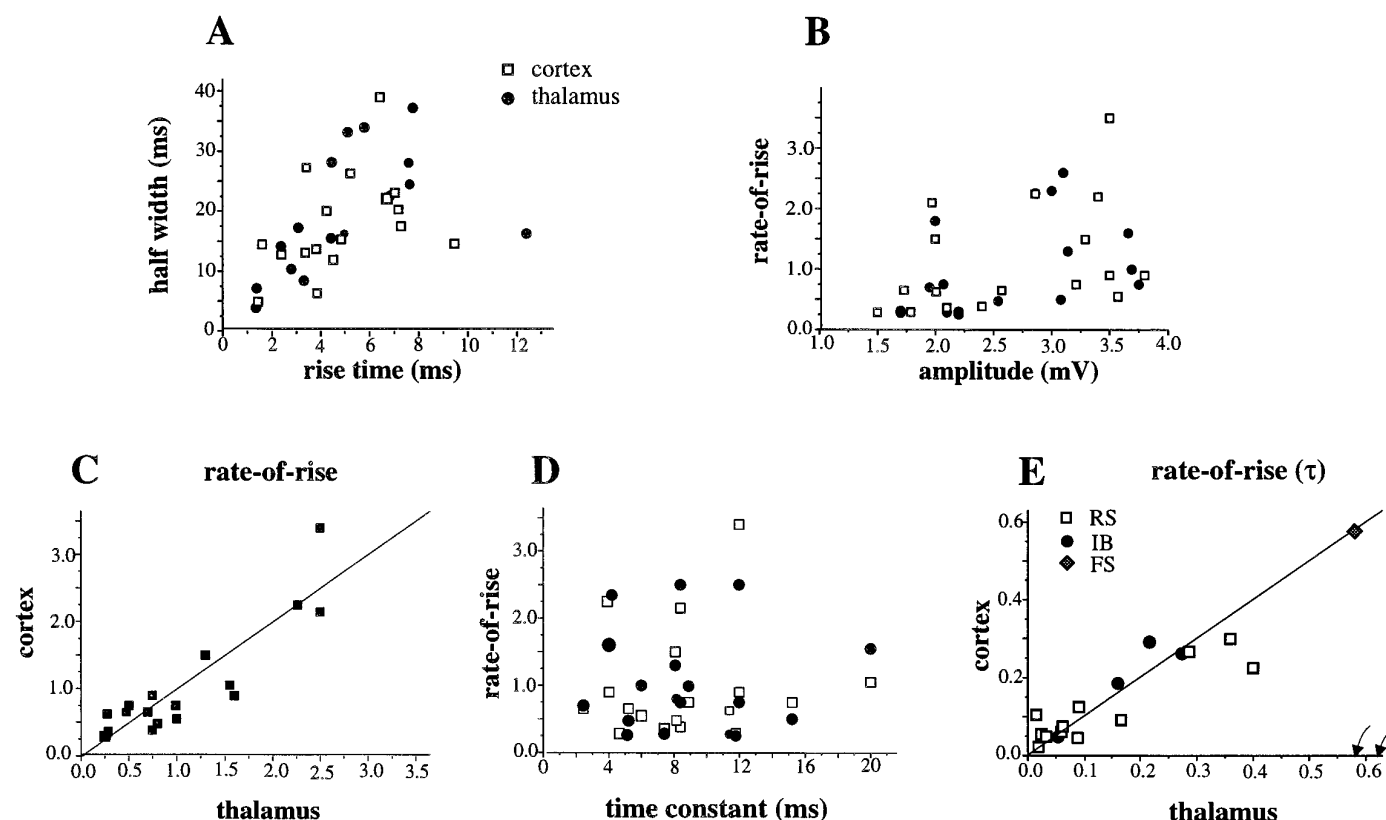 A
B
cortex
thalamus
40
30
20
10
0
half width (ms)
0 2 4 6 8 10 12
rise time (ms)
3.0
2.0
1.0
0.0
rate-of-rise
1.0 1.5 2.0 2.5 3.0 3.5 4.0
amplitude (mV)
C rate-of-rise
3.0
2.0
1.0
0.0
cortex
0.0 0.5 1.0 1.5 2.0 2.5 3.0 3.5
thalamus
D
3.0
2.0
1.0
0.0
rate-of-rise
0 4 8 12 16 20
time constant (ms)
E rate-of-rise (τ)
RS
IB
FS
0.6
0.4
0.2
0.0
cortex
0.0 0.1 0.2 0.3 0.4 0.5 0.6
thalamus